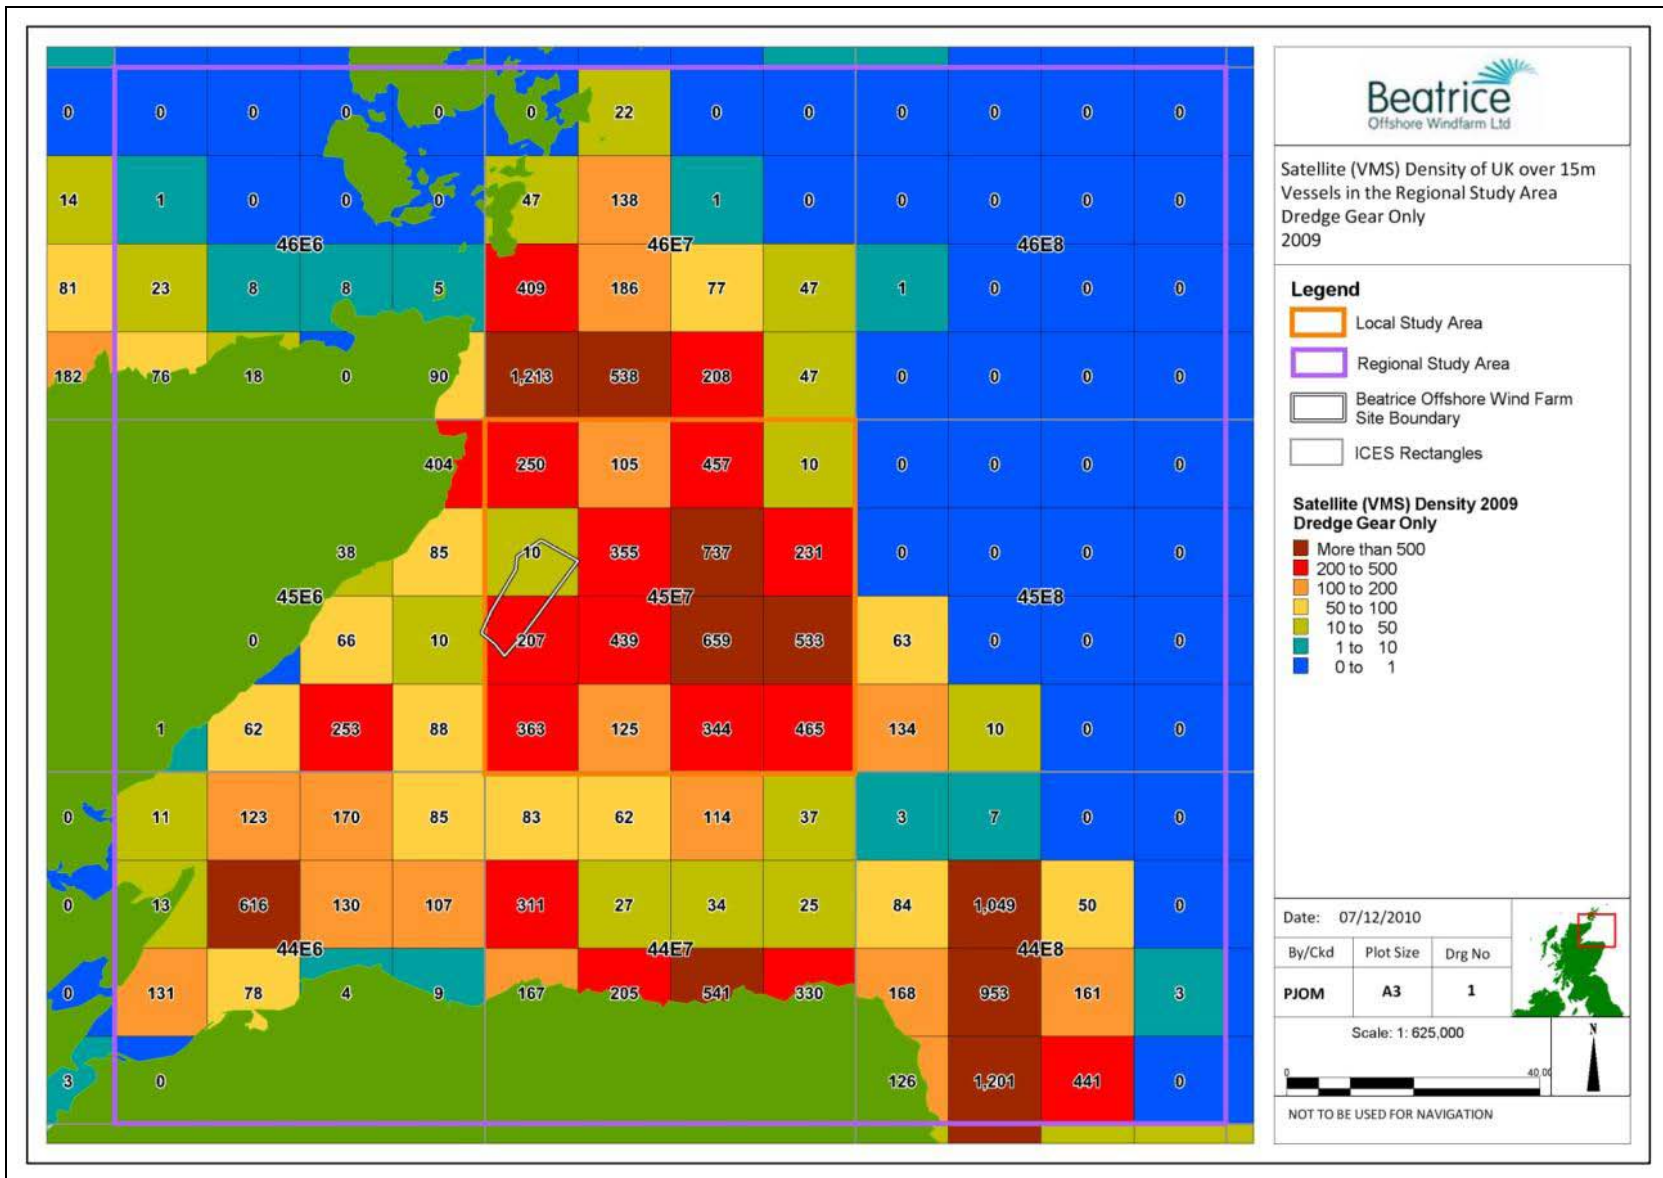 0 0 0 0 0 0 22 0 0 0 0 0 0
14 1 0 0 0 47 138 1 0 0 0 0 0
46E6 46E7 46E8
81 23 8 8 5 409 186 77 47 1 0 0 0
182 76 18 0 90 1,213 538 208 47 0 0 0 0
404 250 105 457 10 0 0 0 0
38 85 10 355 737 231 0 0 0 0
45E6 45E7 45E8
0 66 10 207 439 659 533 63 0 0 0
1 62 253 88 363 125 344 465 134 10 0 0
0 11 123 170 85 83 62 114 37 3 7 0 0
0 13 616 130 107 311 27 34 25 84 1,049 50 0
44E6 44E7 44E8
0 131 78 4 9 167 205 541 330 168 953 161 3
3 0 126 1,201 441 0
Beatrice
Offshore Windfarm Ltd
Satellite (VMS) Density of UK over 15m
Vessels in the Regional Study Area
Dredge Gear Only
2009
Legend
Local Study Area
Regional Study Area
Beatrice Offshore Wind Farm
Site Boundary
ICES Rectangles
Satellite (VMS) Density 2009
Dredge Gear Only
More than 500
200 to 500
100 to 200
50 to 100
10 to 50
1 to 10
0 to 1
Date: 07/12/2010
By/Ckd Plot Size Drg No
PJOM A3 1
Scale: 1: 625,000
N
0 40,00
NOT TO BE USED FOR NAVIGATION